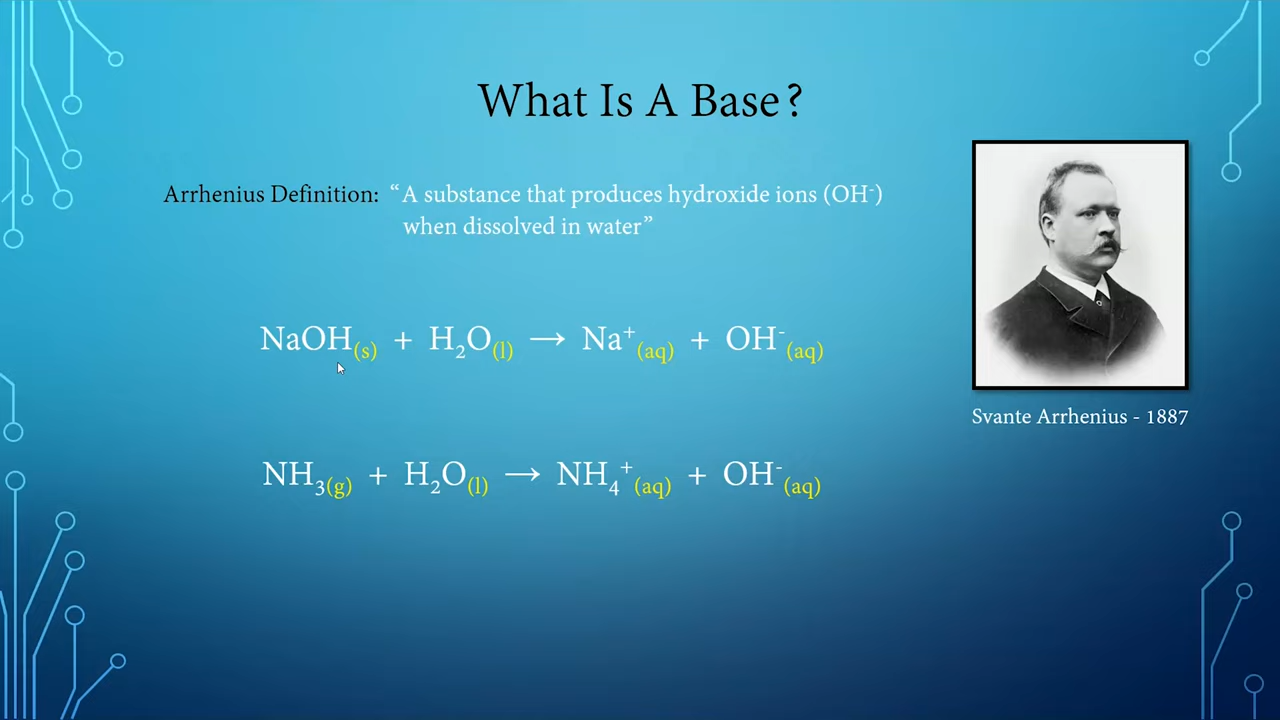 What Is A Base?
Arrhenius Definition: “A substance that produces hydroxide ions (OH⁻)
when dissolved in water”
NaOH(s) + H₂O(l) → Na⁺(aq) + OH⁻(aq)
Svante Arrhenius - 1887
NH₃(g) + H₂O(l) → NH₄⁺(aq) + OH⁻(aq)